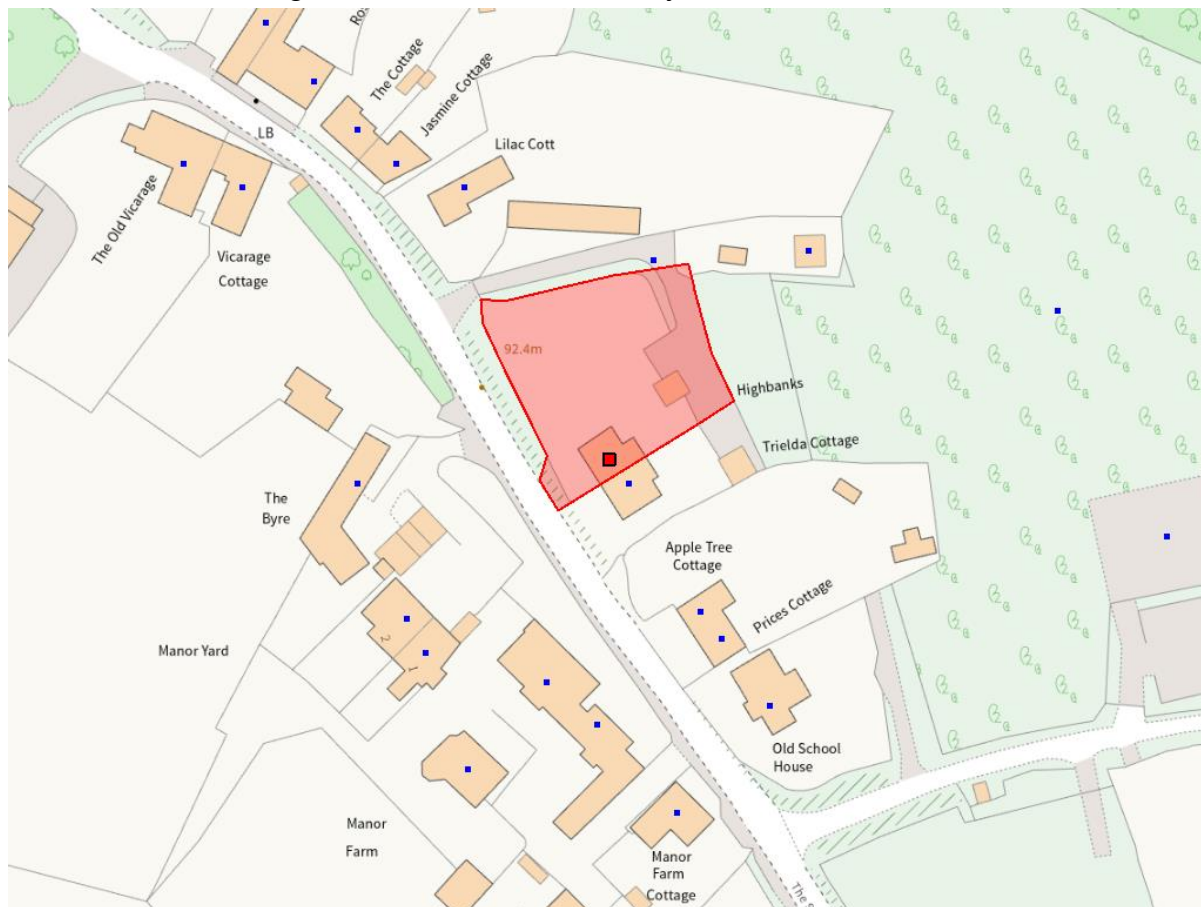 The Cottage
Jasmine Cottage
LB
Lilac Cott
The Old Vicarage
Vicarage
Cottage
92.4m
Highbanks
Trielda Cottage
The
Byre
Apple Tree
Cottage
Prices Cottage
2
1
Manor Yard
Old School
House
Manor
Farm
Manor
Farm
Cottage
The